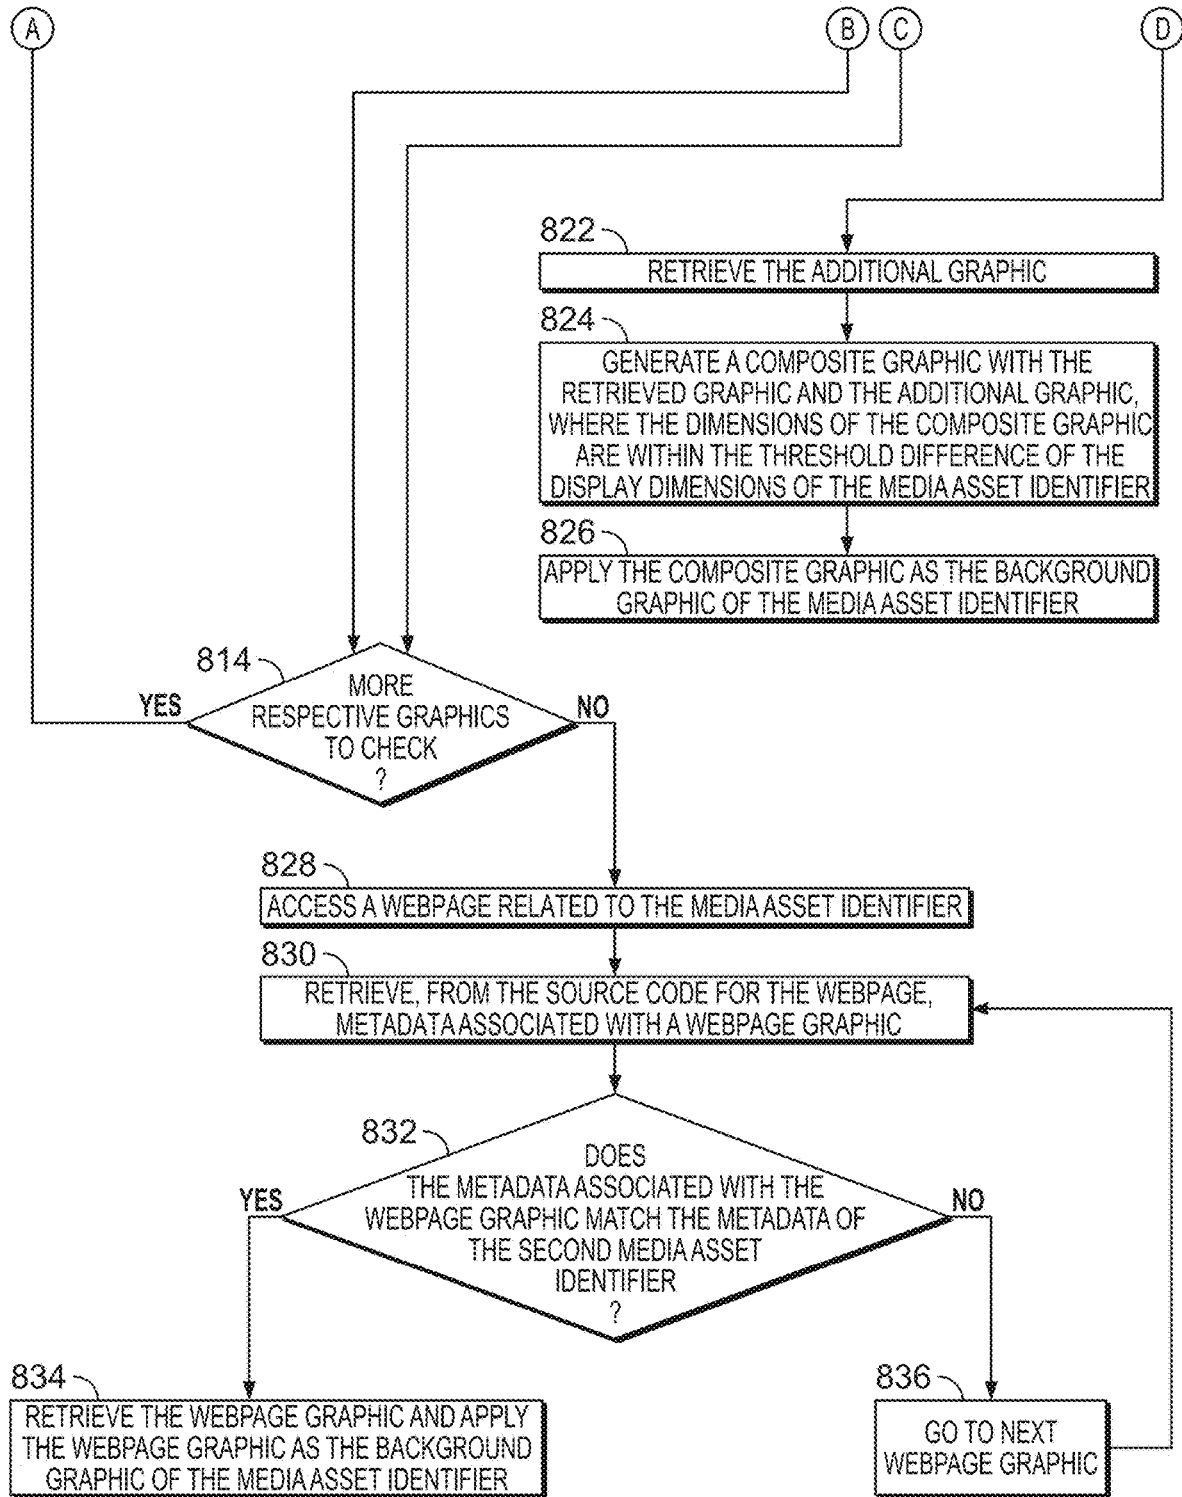 A
B
C
D
822
RETRIEVE THE ADDITIONAL GRAPHIC
824
GENERATE A COMPOSITE GRAPHIC WITH THE
RETRIEVED GRAPHIC AND THE ADDITIONAL GRAPHIC,
WHERE THE DIMENSIONS OF THE COMPOSITE GRAPHIC
ARE WITHIN THE THRESHOLD DIFFERENCE OF THE
DISPLAY DIMENSIONS OF THE MEDIA ASSET IDENTIFIER
826
APPLY THE COMPOSITE GRAPHIC AS THE BACKGROUND
GRAPHIC OF THE MEDIA ASSET IDENTIFIER
814
YES
MORE
RESPECTIVE GRAPHICS
TO CHECK
?
NO
828
ACCESS A WEBPAGE RELATED TO THE MEDIA ASSET IDENTIFIER
830
RETRIEVE, FROM THE SOURCE CODE FOR THE WEBPAGE,
METADATA ASSOCIATED WITH A WEBPAGE GRAPHIC
832
YES
DOES
THE METADATA ASSOCIATED WITH THE
WEBPAGE GRAPHIC MATCH THE METADATA OF
THE SECOND MEDIA ASSET
IDENTIFIER
?
NO
834
RETRIEVE THE WEBPAGE GRAPHIC AND APPLY
THE WEBPAGE GRAPHIC AS THE BACKGROUND
GRAPHIC OF THE MEDIA ASSET IDENTIFIER
836
GO TO NEXT
WEBPAGE GRAPHIC